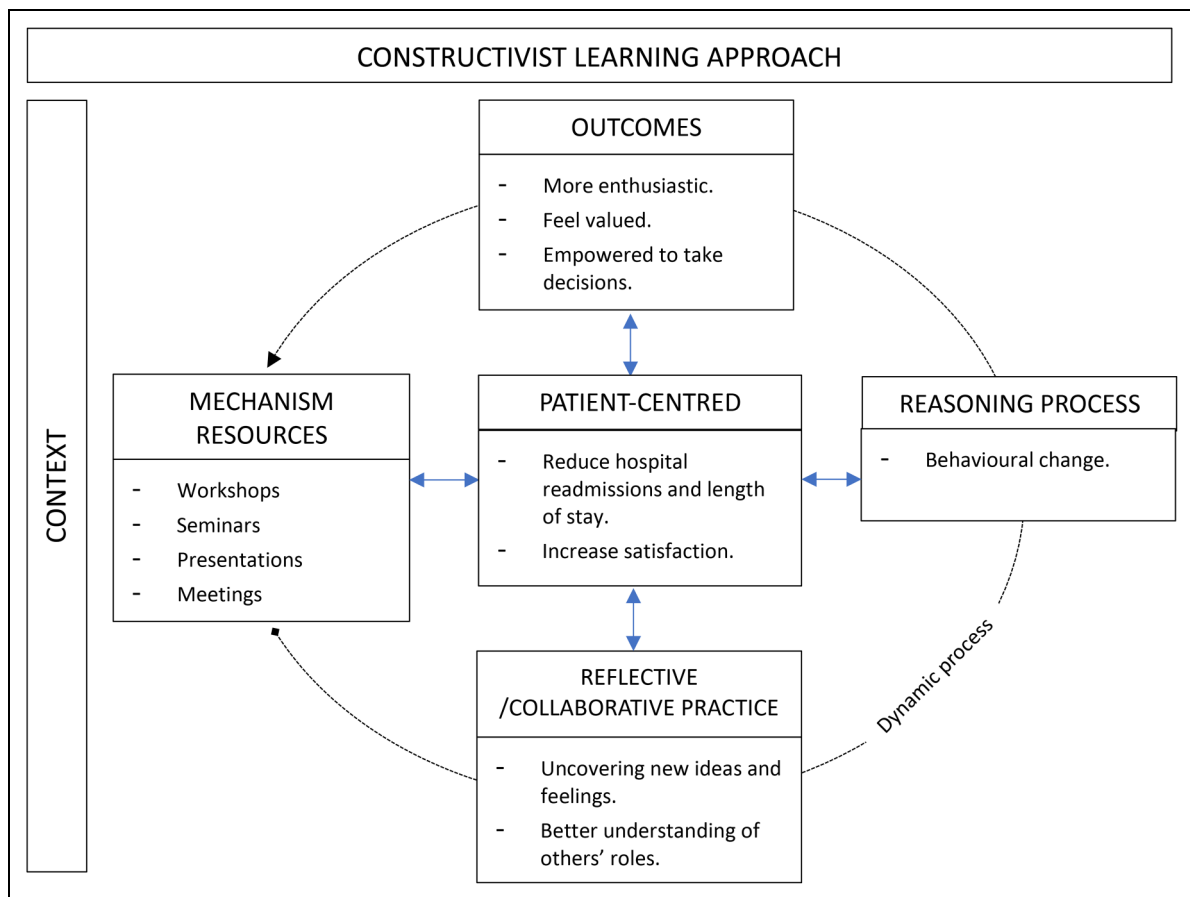 CONSTRUCTIVIST LEARNING APPROACH
CONTEXT
OUTCOMES
- More enthusiastic.
- Feel valued.
- Empowered to take
decisions.
MECHANISM
RESOURCES
- Workshops
- Seminars
- Presentations
- Meetings
PATIENT-CENTRED
- Reduce hospital
readmissions and length
of stay.
- Increase satisfaction.
REASONING PROCESS
- Behavioural change.
REFLECTIVE
/COLLABORATIVE PRACTICE
- Uncovering new ideas and
feelings.
- Better understanding of
others’ roles.
Dynamic process